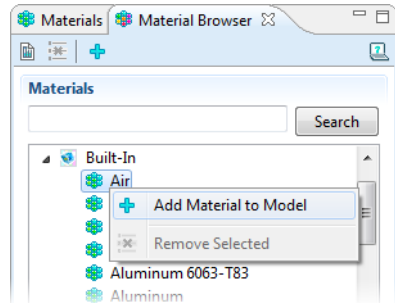 Materials Material Browser
Materials
Search
Built-In
Air
Add Material to Model
Remove Selected
Aluminum 6063-T83
Aluminum